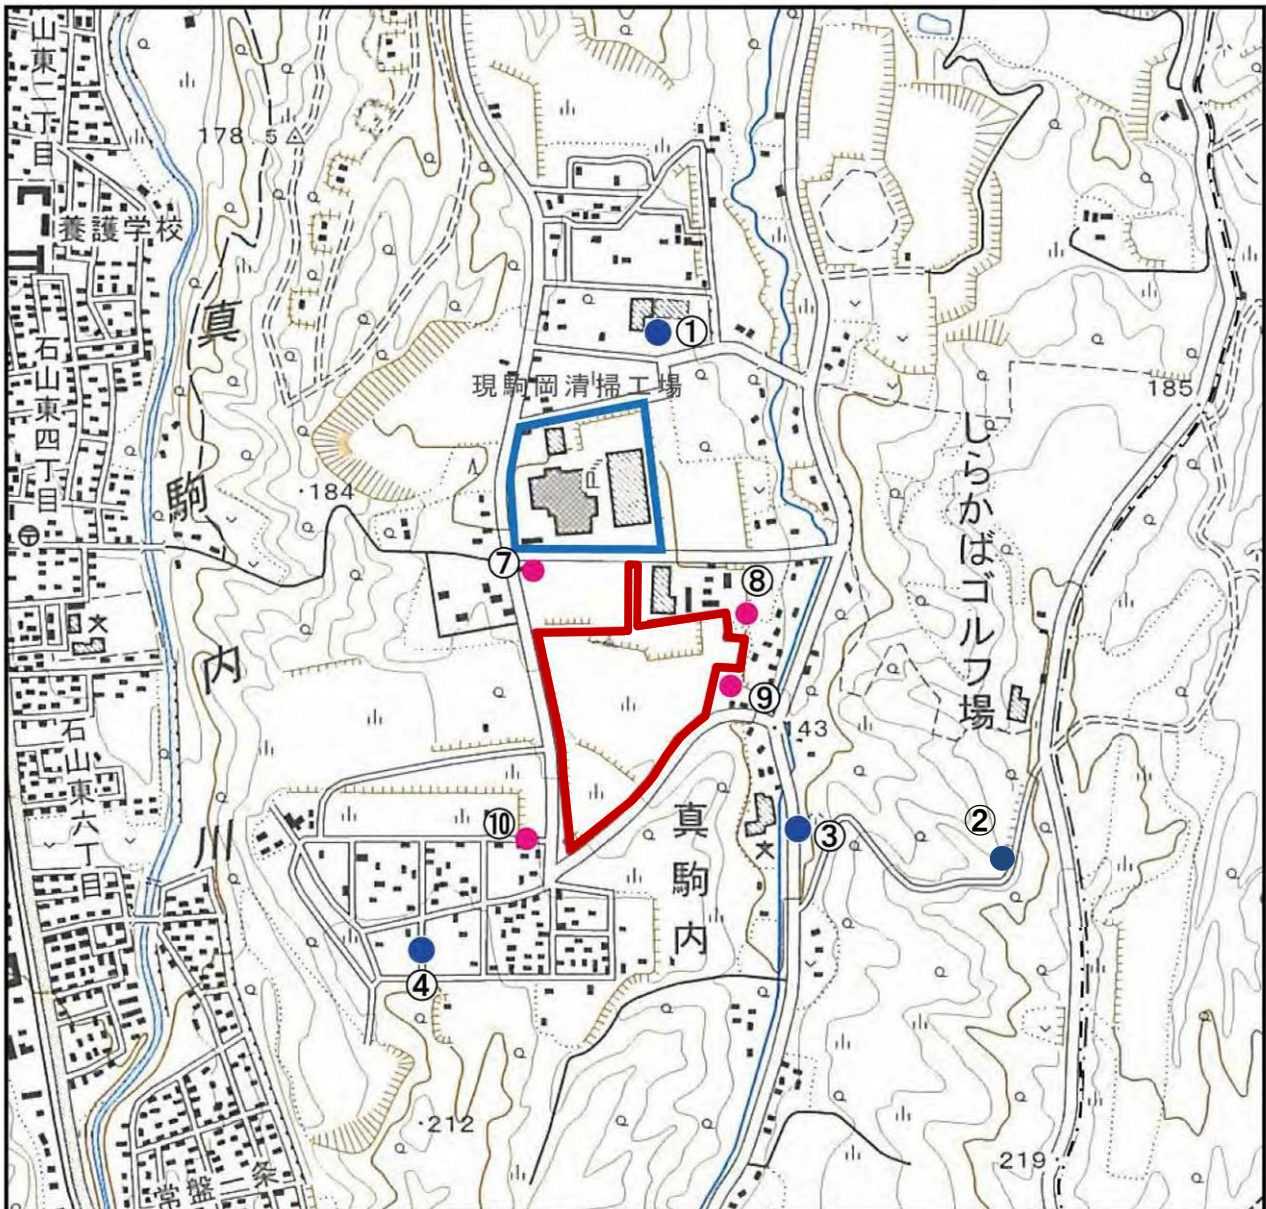 山東一丁目
178.5
養護学校
石山東四丁目
真駒内川
①
現駒岡清掃工場
185
しらかばゴルフ場
・184
⑦
⑧
⑨
・143
石山東六丁目
⑩
真駒内
③
②
④
・212
219
常盤一条